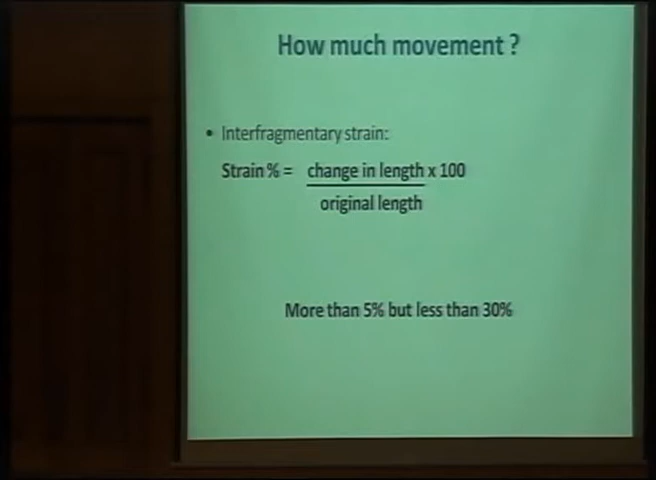 How much movement ?
• Interfragmentary strain:
Strain % = change in length x 100
original length
More than 5% but less than 30%